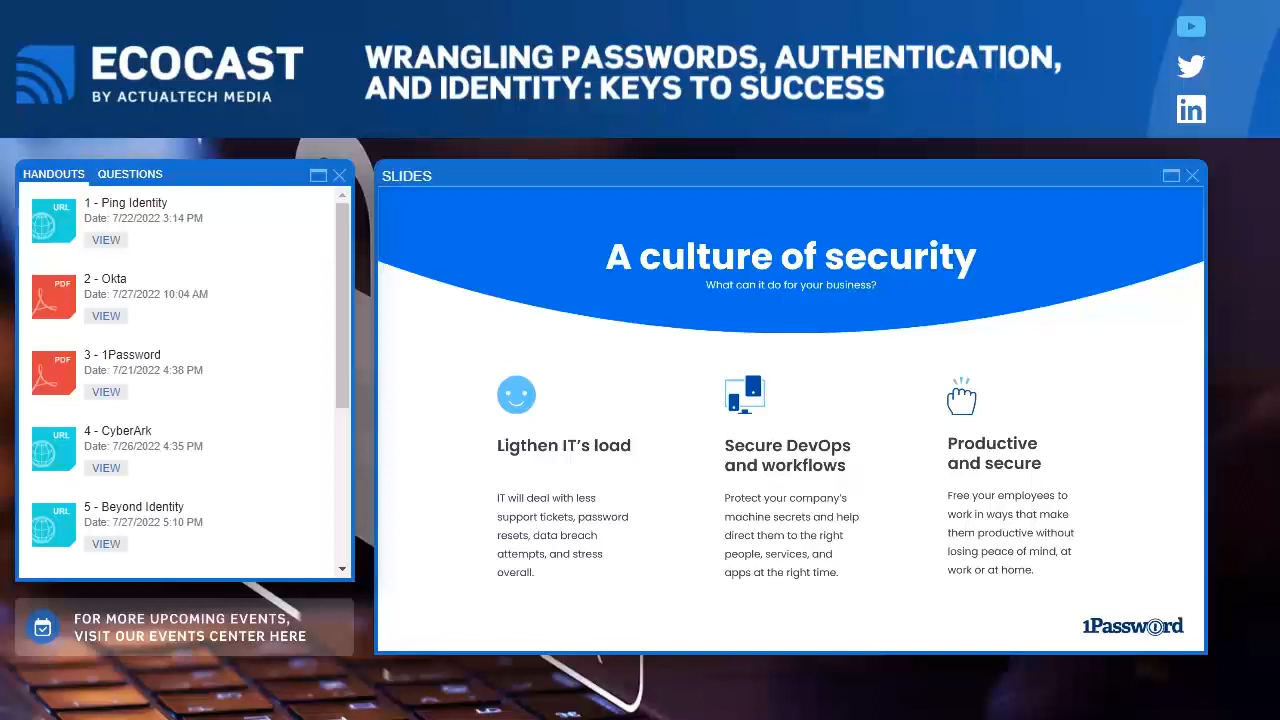 ECOCAST
BY ACTUALTECH MEDIA
WRANGLING PASSWORDS, AUTHENTICATION,
AND IDENTITY: KEYS TO SUCCESS
in
HANDOUTS QUESTIONS
URL
1 - Ping Identity
Date: 7/22/2022 3:14 PM
VIEW
PDF
2 - Okta
Date: 7/27/2022 10:04 AM
VIEW
PDF
3 - 1Password
Date: 7/21/2022 4:38 PM
VIEW
URL
4 - CyberArk
Date: 7/26/2022 4:35 PM
VIEW
URL
5 - Beyond Identity
Date: 7/27/2022 5:10 PM
VIEW
FOR MORE UPCOMING EVENTS,
VISIT OUR EVENTS CENTER HERE
SLIDES
A culture of security
What can it do for your business?
Ligthen IT's load
IT will deal with less
support tickets, password
resets, data breach
attempts, and stress
overall.
Secure DevOps
and workflows
Protect your company's
machine secrets and help
direct them to the right
people, services, and
apps at the right time.
Productive
and secure
Free your employees to
work in ways that make
them productive without
losing peace of mind, at
work or at home.
1Password